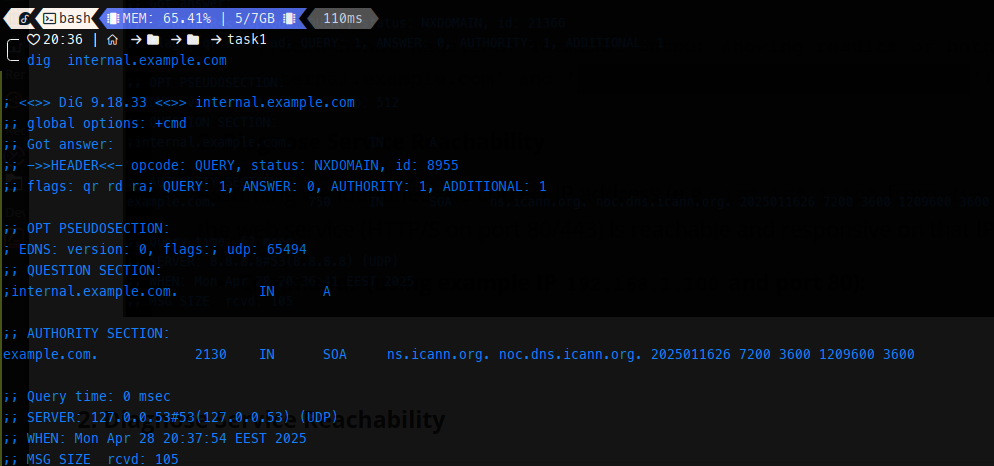 bash MEM: 65.41% | 5/7GB 110ms
20:36 | task1
dig internal.example.com
; <<>> DiG 9.18.33 <<>> internal.example.com
;; global options: +cmd
;; Got answer:
;; ->>HEADER<<- opcode: QUERY, status: NXDOMAIN, id: 8955
;; flags: qr rd ra; QUERY: 1, ANSWER: 0, AUTHORITY: 1, ADDITIONAL: 1
;; OPT PSEUDOSECTION:
; EDNS: version: 0, flags:; udp: 65494
;; QUESTION SECTION:
;internal.example.com. IN A
;; AUTHORITY SECTION:
example.com. 2130 IN SOA ns.icann.org. noc.dns.icann.org. 2025011626 7200 3600 1209600 3600
;; Query time: 0 msec
;; SERVER: 127.0.0.53#53(127.0.0.53) (UDP)
2. Diagnose Service Reachability
;; WHEN: Mon Apr 28 20:37:54 EEST 2025
;; MSG SIZE rcvd: 105